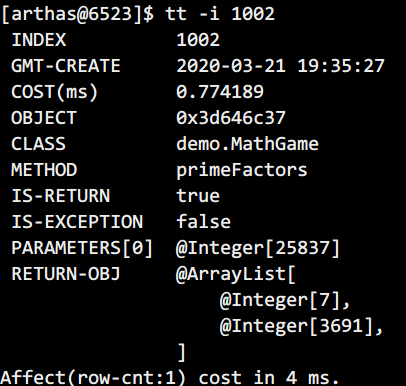 [arthas@6523]$ tt -i 1002
INDEX 1002
GMT-CREATE 2020-03-21 19:35:27
COST(ms) 0.774189
OBJECT 0x3d646c37
CLASS demo.MathGame
METHOD primeFactors
IS-RETURN true
IS-EXCEPTION false
PARAMETERS[0] @Integer[25837]
RETURN-OBJ @ArrayList[
@Integer[7],
@Integer[3691],
]
Affect(row-cnt:1) cost in 4 ms.